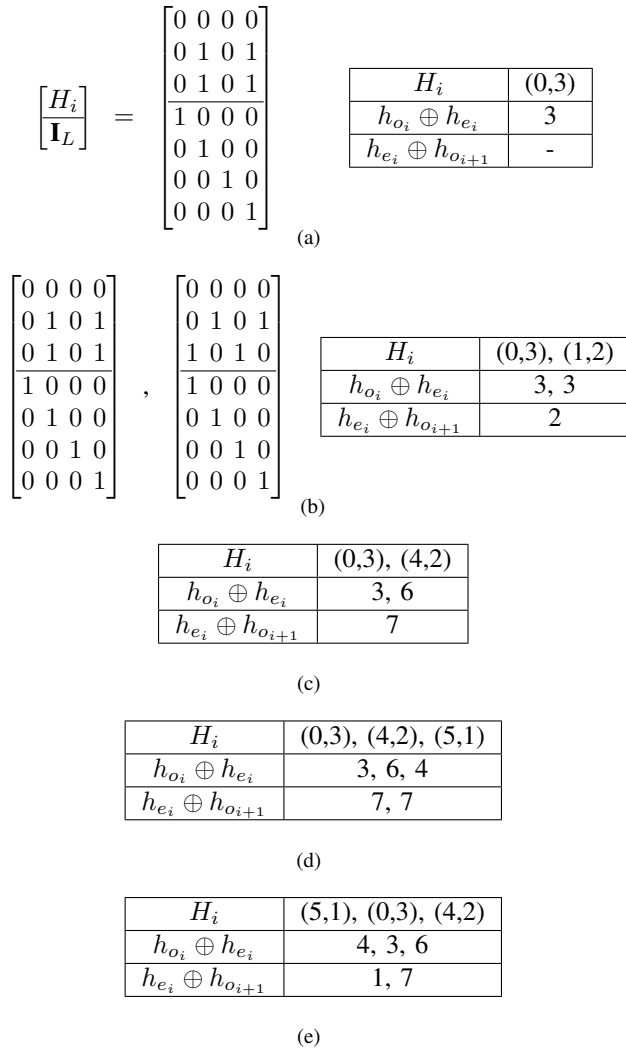 [H_i / I_L] = [0 0 0 0
0 1 0 1
0 1 0 1
1 0 0 0
0 1 0 0
0 0 1 0
0 0 0 1]
H_i (0,3)
h_{o_i} ⊕ h_{e_i} 3
h_{e_i} ⊕ h_{o_{i+1}} -
(a)
[0 0 0 0 , [0 0 0 0
0 1 0 1 0 1 0 1
0 1 0 1 1 0 1 0
1 0 0 0 1 0 0 0
0 1 0 0 0 1 0 0
0 0 1 0 0 0 1 0
0 0 0 1] 0 0 0 1]
H_i (0,3), (1,2)
h_{o_i} ⊕ h_{e_i} 3, 3
h_{e_i} ⊕ h_{o_{i+1}} 2
(b)
H_i (0,3), (4,2)
h_{o_i} ⊕ h_{e_i} 3, 6
h_{e_i} ⊕ h_{o_{i+1}} 7
(c)
H_i (0,3), (4,2), (5,1)
h_{o_i} ⊕ h_{e_i} 3, 6, 4
h_{e_i} ⊕ h_{o_{i+1}} 7, 7
(d)
H_i (5,1), (0,3), (4,2)
h_{o_i} ⊕ h_{e_i} 4, 3, 6
h_{e_i} ⊕ h_{o_{i+1}} 1, 7
(e)